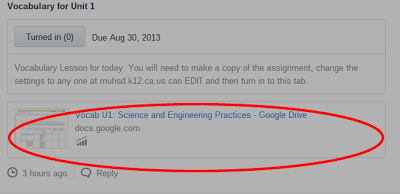 Vocabulary for Unit 1
Turned in (0) Due Aug 30, 2013
Vocabulary Lesson for today. You will need to make a copy of the assignment, change the
settings to any one at muhsd.k12.ca.us can EDIT and then turn in to this tab.
Vocab U1: Science and Engineering Practices - Google Drive
docs.google.com
3 hours ago Reply